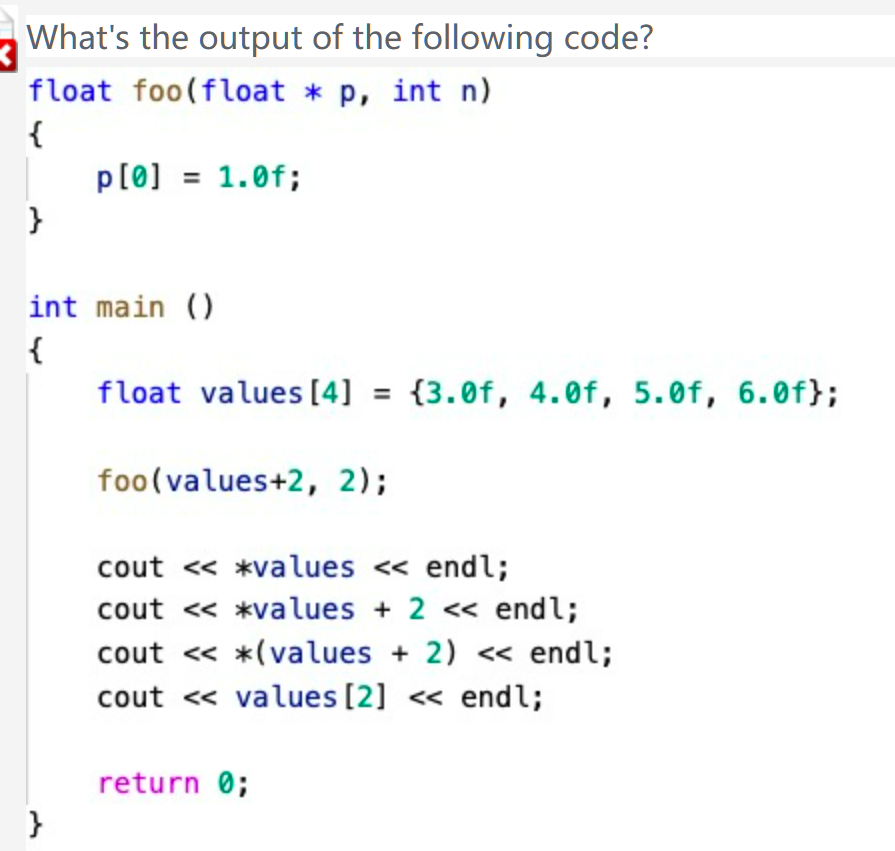 What's the output of the following code?
float foo(float * p, int n)
{
    p[0] = 1.0f;
}

int main ()
{
    float values[4] = {3.0f, 4.0f, 5.0f, 6.0f};

    foo(values+2, 2);

    cout << *values << endl;
    cout << *values + 2 << endl;
    cout << *(values + 2) << endl;
    cout << values[2] << endl;

    return 0;
}